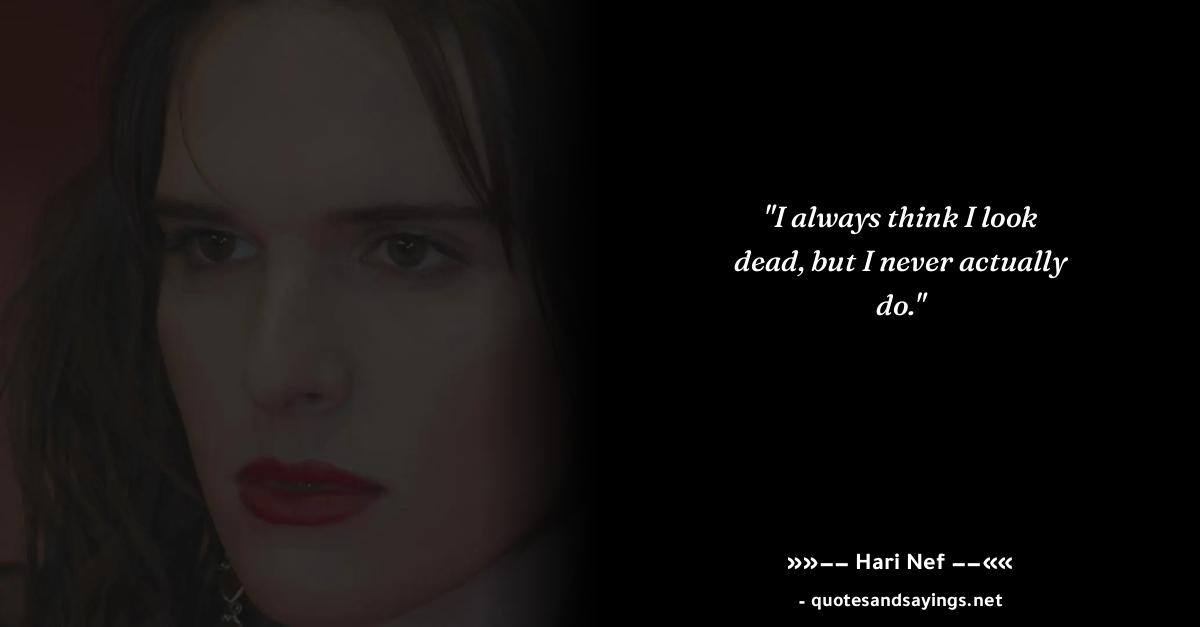 "I always think I look
dead, but I never actually
do."
»»−− Hari Nef −−««
- quotesandsayings.net